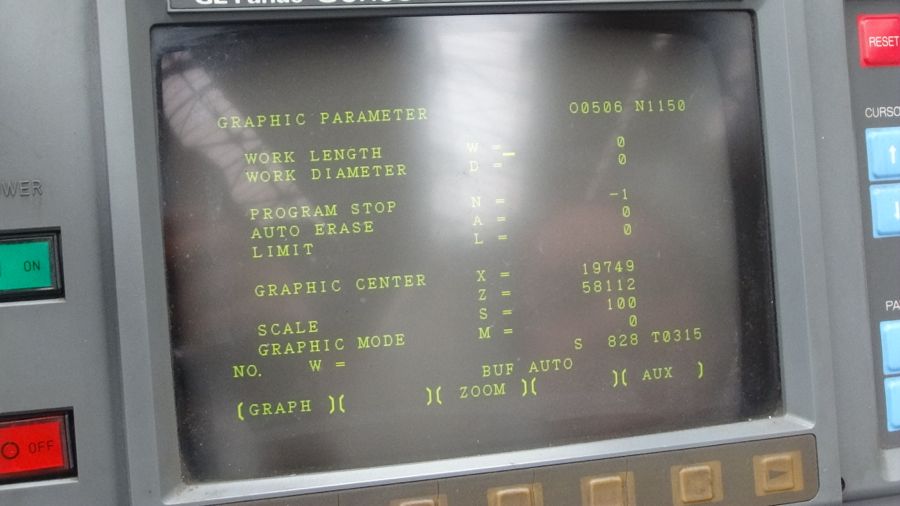 GE Fanuc
GRAPHIC PARAMETER O0506 N1150
WORK LENGTH W = 0
WORK DIAMETER D = 0
PROGRAM STOP N = -1
AUTO ERASE A = 0
LIMIT L = 0
GRAPHIC CENTER X = 19749
Z = 58112
SCALE S = 100
GRAPHIC MODE M = 0
S 828 T0315
NO. W =
BUF AUTO
(GRAPH )( )( ZOOM )( )( AUX )
ON
OFF
RESET